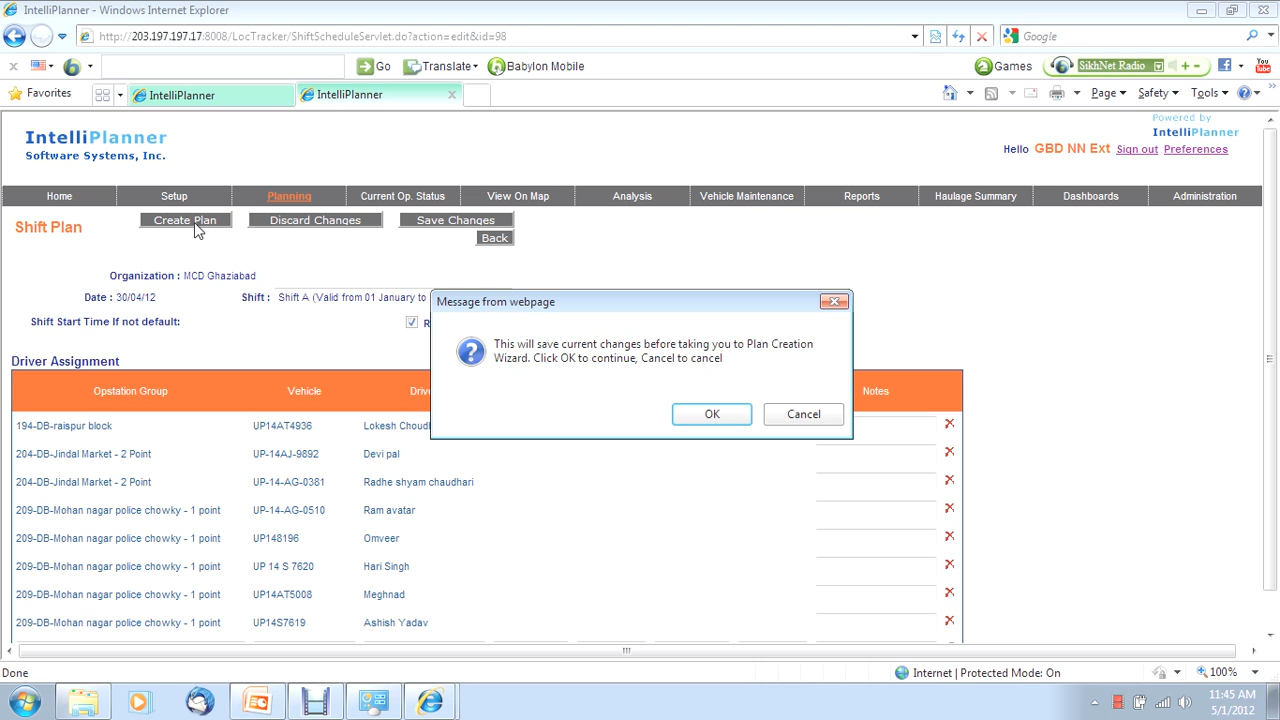 IntelliPlanner - Windows Internet Explorer
http://203.197.197.17:8008/LocTracker/ShiftScheduleServlet.do?action=edit&id=98
Google
Go Translate Babylon Mobile Games SikhNet Radio You Tube
Favorites IntelliPlanner IntelliPlanner Page Safety Tools
Powered by
IntelliPlanner
IntelliPlanner
Software Systems, Inc.
Hello GBD NN Ext Sign out Preferences
Home Setup Planning Current Op. Status View On Map Analysis Vehicle Maintenance Reports Haulage Summary Dashboards Administration
Shift Plan Create Plan Discard Changes Save Changes
Back
Organization : MCD Ghaziabad
Date : 30/04/12 Shift : Shift A (Valid from 01 January to
Shift Start Time If not default: R
Message from webpage
This will save current changes before taking you to Plan Creation
Wizard. Click OK to continue, Cancel to cancel
OK Cancel
Driver Assignment
Opstation Group Vehicle Notes
194-DB-raispur block UP14AT4936
204-DB-Jindal Market - 2 Point UP-14AJ-9892 Devi pal
204-DB-Jindal Market - 2 Point UP-14-AG-0381 Radhe shyam chaudhari
209-DB-Mohan nagar police chowky - 1 point UP-14-AG-0510 Ram avatar
209-DB-Mohan nagar police chowky - 1 point UP148196 Omveer
209-DB-Mohan nagar police chowky - 1 point UP 14 S 7620 Hari Singh
209-DB-Mohan nagar police chowky - 1 point UP14AT5008 Meghnad
209-DB-Mohan nagar police chowky - 1 point UP14S7619 Ashish Yadav
Done Internet | Protected Mode: On 100%
11:45 AM
5/1/2012